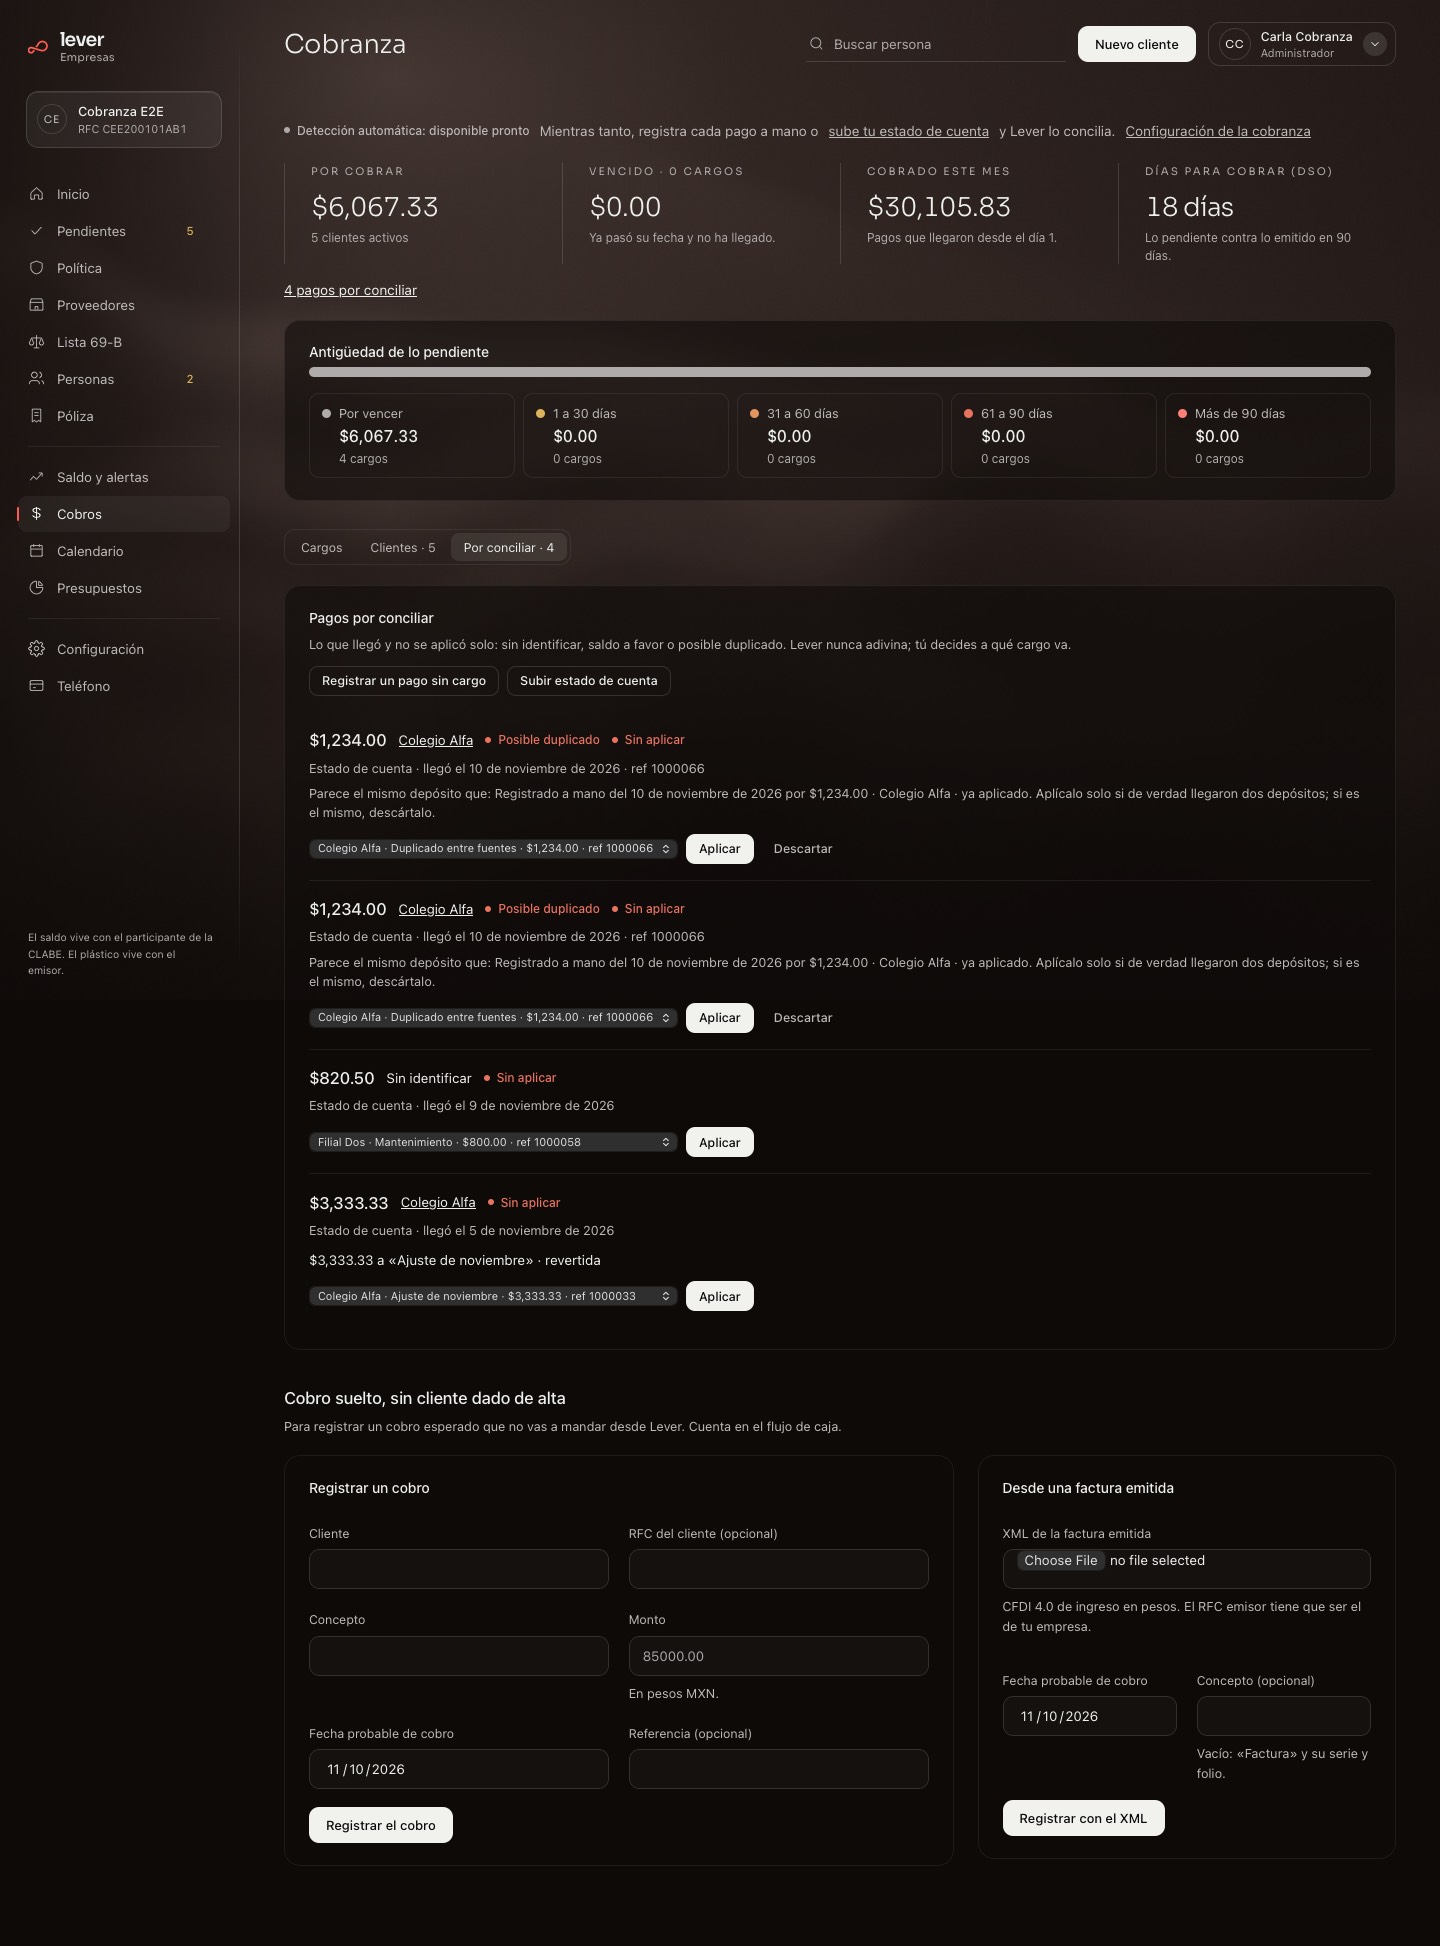 lever
Empresas
Cobranza
Buscar persona
Nuevo cliente
CC
Carla Cobranza
Administrador
CE
Cobranza E2E
RFC CEE200101AB1
Inicio
Pendientes 5
Política
Proveedores
Lista 69-B
Personas 2
Póliza
Saldo y alertas
Cobros
Calendario
Presupuestos
Configuración
Teléfono
El saldo vive con el participante de la
CLABE. El plástico vive con el
emisor.
Detección automática: disponible pronto Mientras tanto, registra cada pago a mano o sube tu estado de cuenta y Lever lo concilia. Configuración de la cobranza
POR COBRAR
$6,067.33
5 clientes activos
VENCIDO · 0 CARGOS
$0.00
Ya pasó su fecha y no ha llegado.
COBRADO ESTE MES
$30,105.83
Pagos que llegaron desde el día 1.
DÍAS PARA COBRAR (DSO)
18 días
Lo pendiente contra lo emitido en 90
días.
4 pagos por conciliar
Antigüedad de lo pendiente
Por vencer
$6,067.33
4 cargos
1 a 30 días
$0.00
0 cargos
31 a 60 días
$0.00
0 cargos
61 a 90 días
$0.00
0 cargos
Más de 90 días
$0.00
0 cargos
Cargos
Clientes · 5
Por conciliar · 4
Pagos por conciliar
Lo que llegó y no se aplicó solo: sin identificar, saldo a favor o posible duplicado. Lever nunca adivina; tú decides a qué cargo va.
Registrar un pago sin cargo
Subir estado de cuenta
$1,234.00 Colegio Alfa Posible duplicado Sin aplicar
Estado de cuenta · llegó el 10 de noviembre de 2026 · ref 1000066
Parece el mismo depósito que: Registrado a mano del 10 de noviembre de 2026 por $1,234.00 · Colegio Alfa · ya aplicado. Aplícalo solo si de verdad llegaron dos depósitos; si es
el mismo, descártalo.
Colegio Alfa · Duplicado entre fuentes · $1,234.00 · ref 1000066 Aplicar Descartar
$1,234.00 Colegio Alfa Posible duplicado Sin aplicar
Estado de cuenta · llegó el 10 de noviembre de 2026 · ref 1000066
Parece el mismo depósito que: Registrado a mano del 10 de noviembre de 2026 por $1,234.00 · Colegio Alfa · ya aplicado. Aplícalo solo si de verdad llegaron dos depósitos; si es
el mismo, descártalo.
Colegio Alfa · Duplicado entre fuentes · $1,234.00 · ref 1000066 Aplicar Descartar
$820.50 Sin identificar Sin aplicar
Estado de cuenta · llegó el 9 de noviembre de 2026
Filial Dos · Mantenimiento · $800.00 · ref 1000058 Aplicar
$3,333.33 Colegio Alfa Sin aplicar
Estado de cuenta · llegó el 5 de noviembre de 2026
$3,333.33 a «Ajuste de noviembre» · revertida
Colegio Alfa · Ajuste de noviembre · $3,333.33 · ref 1000033 Aplicar
Cobro suelto, sin cliente dado de alta
Para registrar un cobro esperado que no vas a mandar desde Lever. Cuenta en el flujo de caja.
Registrar un cobro
Cliente
RFC del cliente (opcional)
Concepto
Monto
85000.00
En pesos MXN.
Fecha probable de cobro
11/10/2026
Referencia (opcional)
Registrar el cobro
Desde una factura emitida
XML de la factura emitida
Choose File no file selected
CFDI 4.0 de ingreso en pesos. El RFC emisor tiene que ser el
de tu empresa.
Fecha probable de cobro
11/10/2026
Concepto (opcional)
Vacío: «Factura» y su serie y
folio.
Registrar con el XML